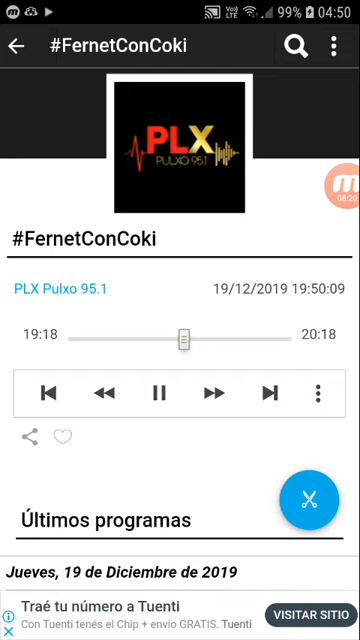 99% 04:50
#FernetConCoki
PLX
PULXO 95.1
08:20
#FernetConCoki
PLX Pulxo 95.1
19/12/2019 19:50:09
19:18
20:18
Últimos programas
Jueves, 19 de Diciembre de 2019
Traé tu número a Tuenti
Con Tuenti tenés el Chip + envío GRATIS. Tuenti
VISITAR SITIO